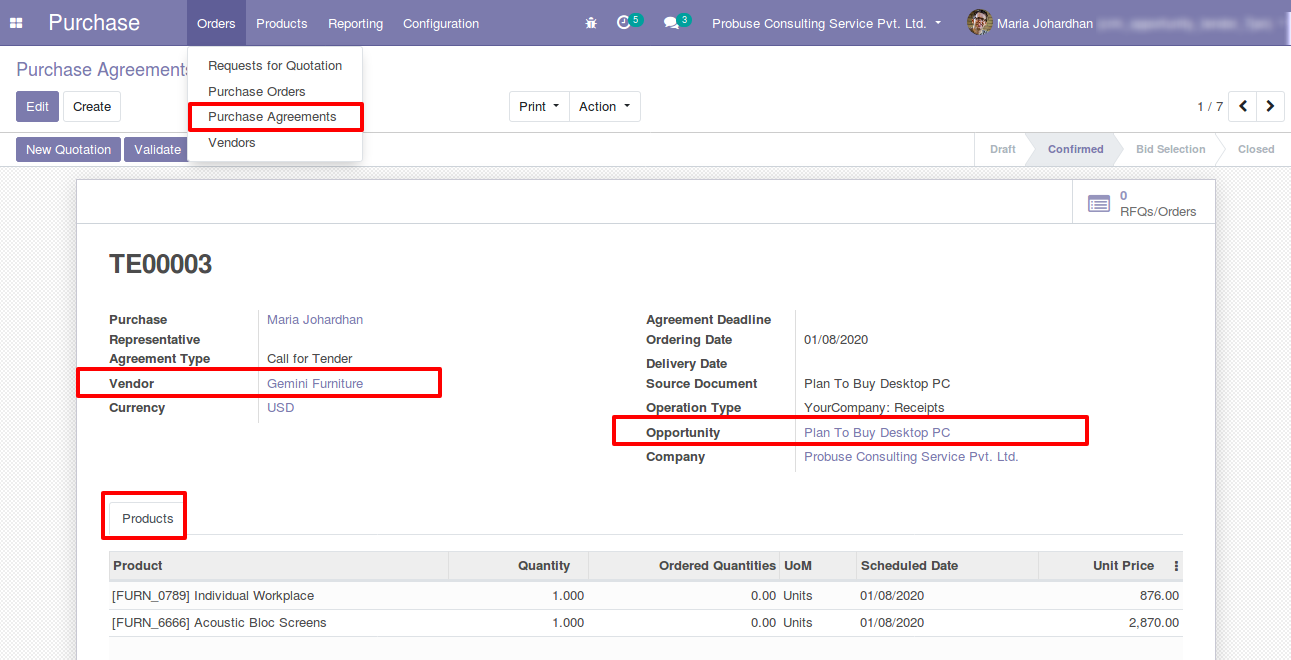 Purchase Orders Products Reporting Configuration 5 3 Probuse Consulting Service Pvt. Ltd. Maria Johardhan
Purchase Agreements
Requests for Quotation
Purchase Orders
Purchase Agreements
Vendors
Edit Create Print Action 1 / 7
New Quotation Validate Draft Confirmed Bid Selection Closed
0
RFQs/Orders
TE00003
Purchase Representative Maria Johardhan
Agreement Type Call for Tender
Vendor Gemini Furniture
Currency USD
Agreement Deadline
Ordering Date 01/08/2020
Delivery Date
Source Document Plan To Buy Desktop PC
Operation Type YourCompany: Receipts
Opportunity Plan To Buy Desktop PC
Company Probuse Consulting Service Pvt. Ltd.
Products
Product Quantity Ordered Quantities UoM Scheduled Date Unit Price
[FURN_0789] Individual Workplace 1.000 0.00 Units 01/08/2020 876.00
[FURN_6666] Acoustic Bloc Screens 1.000 0.00 Units 01/08/2020 2,870.00